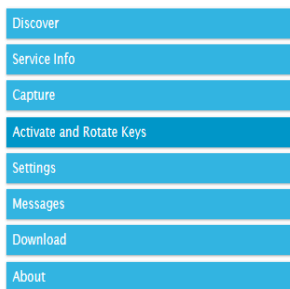 Discover
Service Info
Capture
Activate and Rotate Keys
Settings
Messages
Download
About